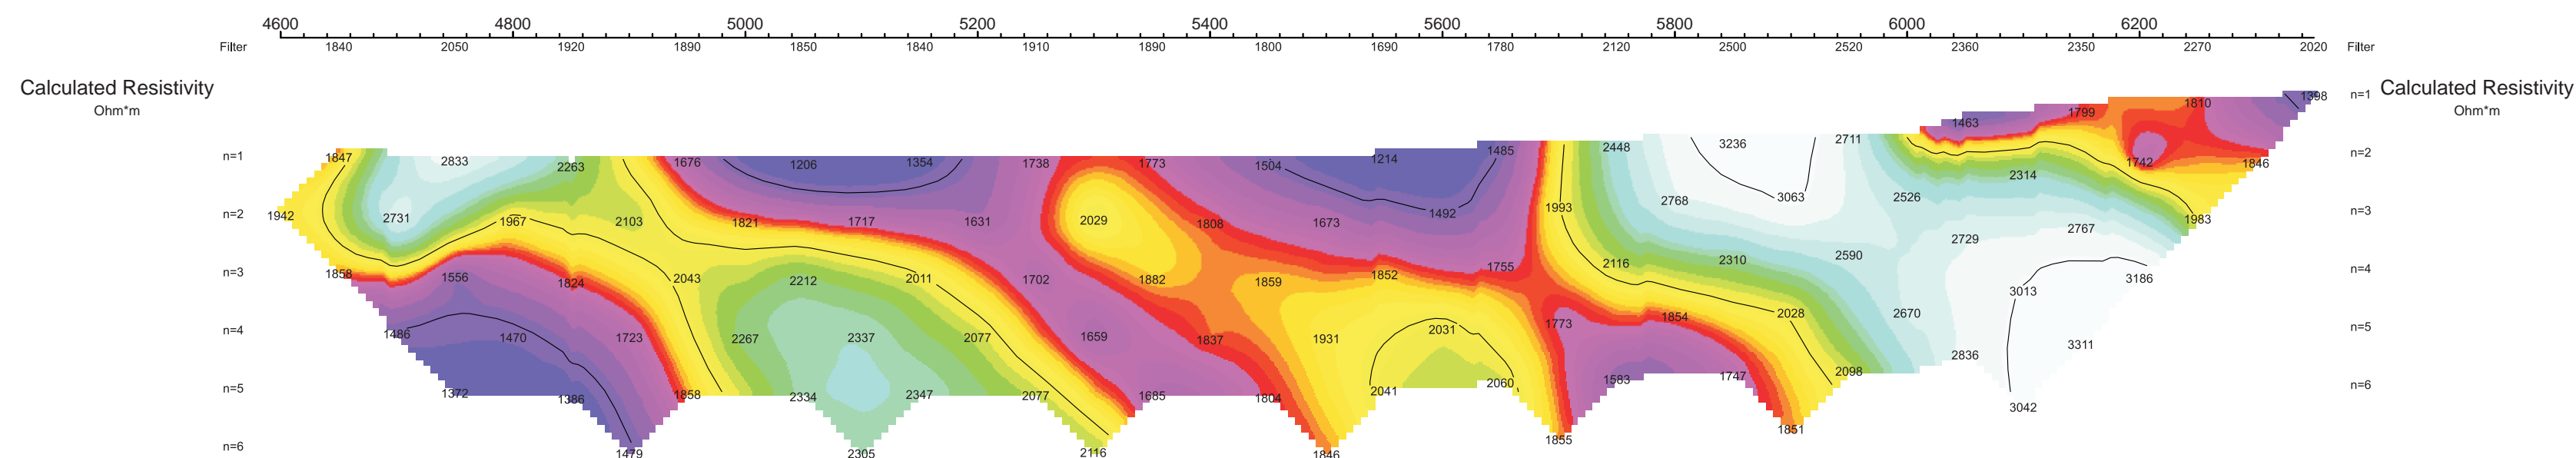 4600 4800 5000 5200 5400 5600 5800 6000 6200
Filter 1840 2050 1920 1890 1850 1840 1910 1890 1800 1690 1780 2120 2500 2520 2360 2350 2270 2020 Filter
Calculated Resistivity Calculated Resistivity
Ohm*m Ohm*m
n=1 1398
1463 1799 1810
n=1 1847 2833 2263 1676 1206 1354 1738 1773 1504 1214 1485 2448 3236 2711 2314 1742 1846 n=2
n=2 1942 2731 1967 2103 1821 1717 1631 2029 1808 1673 1492 1993 2768 3063 2526 2729 2767 1983 n=3
n=3 1858 1556 1824 2043 2212 2011 1702 1882 1859 1852 1755 2116 2310 2590 3013 3186 n=4
n=4 1486 1470 1723 2267 2337 2077 1659 1837 1931 2031 1773 1854 2028 2670 2836 3311 n=5
n=5 1372 1386 1858 2334 2347 2077 1685 1804 2041 2060 1583 1747 2098 3042 n=6
n=6 1479 2305 2116 1846 1855 1851